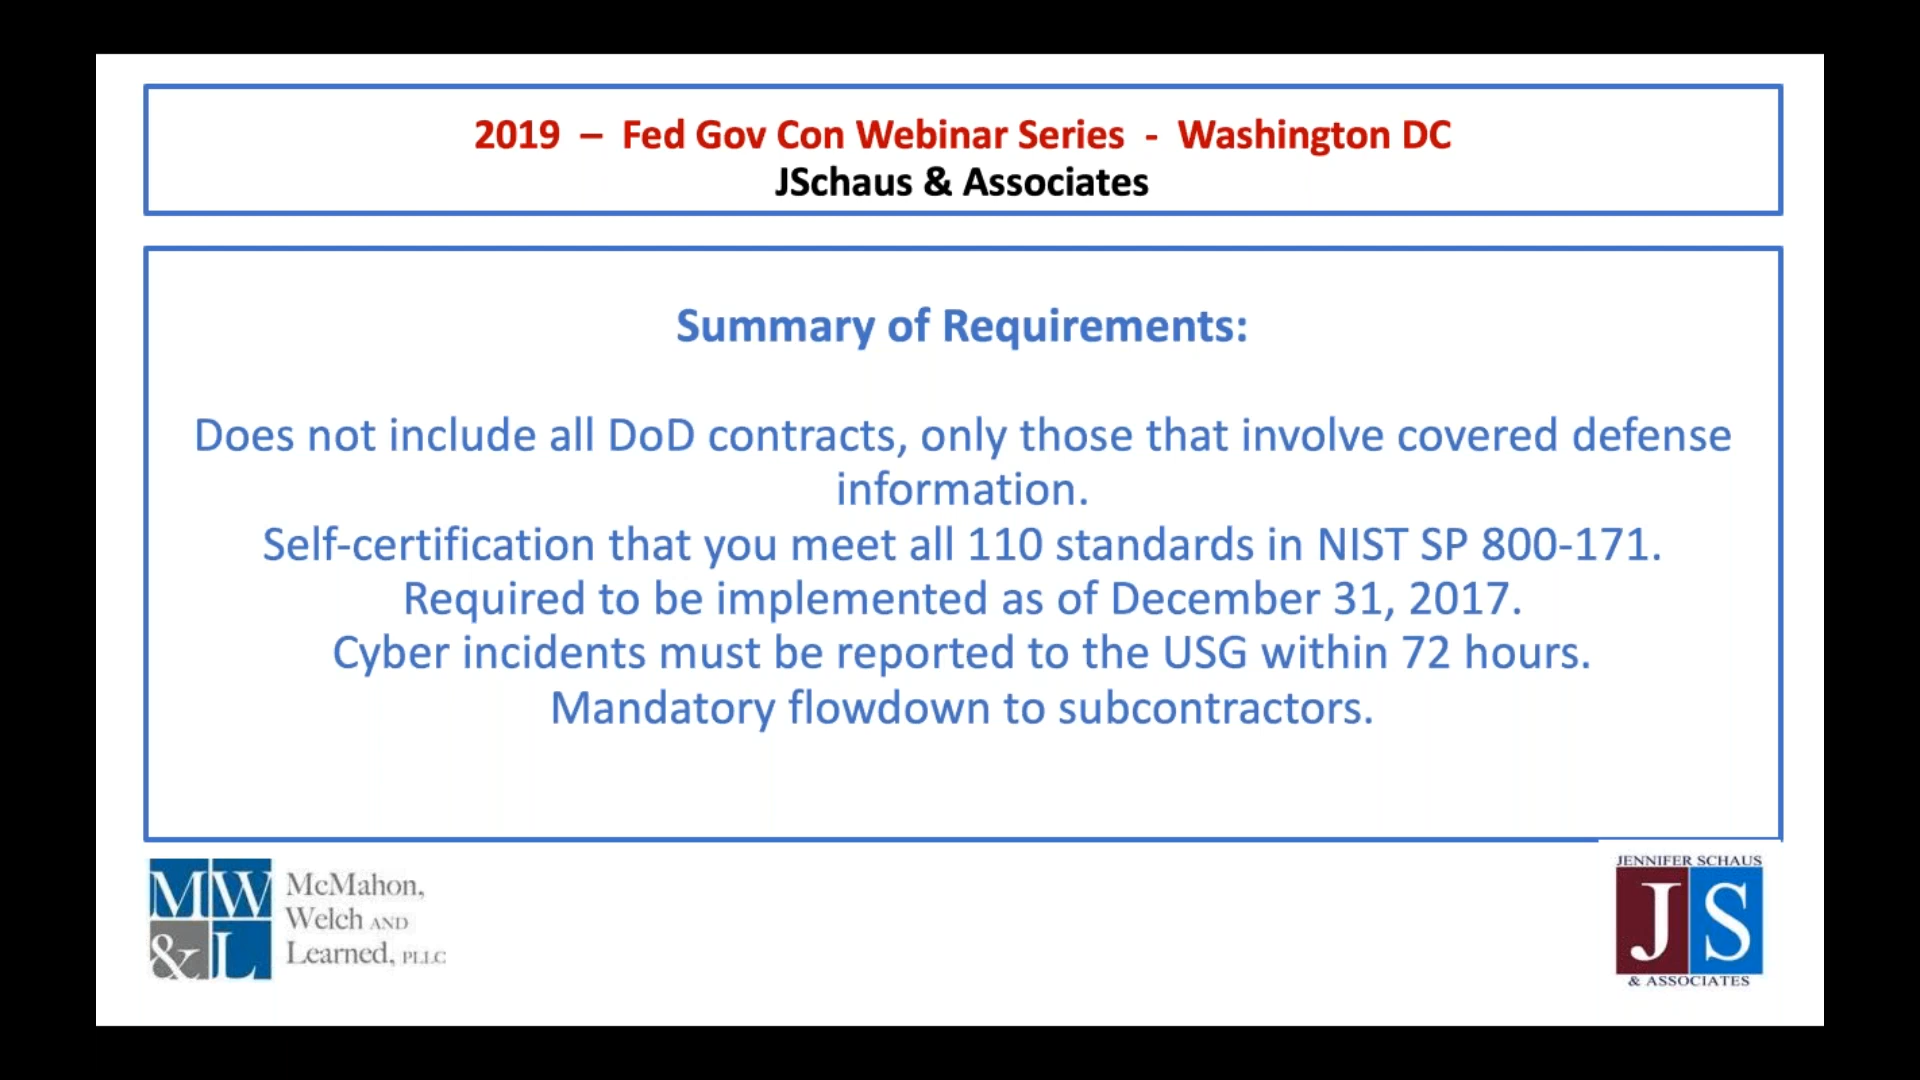 2019 – Fed Gov Con Webinar Series - Washington DC
JSchaus & Associates
Summary of Requirements:
Does not include all DoD contracts, only those that involve covered defense
information.
Self-certification that you meet all 110 standards in NIST SP 800-171.
Required to be implemented as of December 31, 2017.
Cyber incidents must be reported to the USG within 72 hours.
Mandatory flowdown to subcontractors.
MW
&L
McMahon,
Welch AND
Learned, PLLC
JENNIFER SCHAUS
JS
& ASSOCIATES